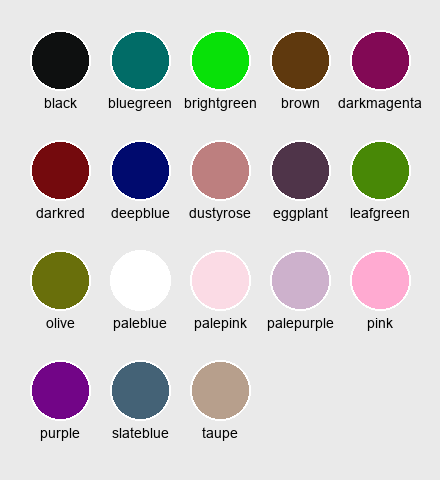 black bluegreen brightgreen brown darkmagenta
darkred deepblue dustyrose eggplant leafgreen
olive paleblue palepink palepurple pink
purple slateblue taupe